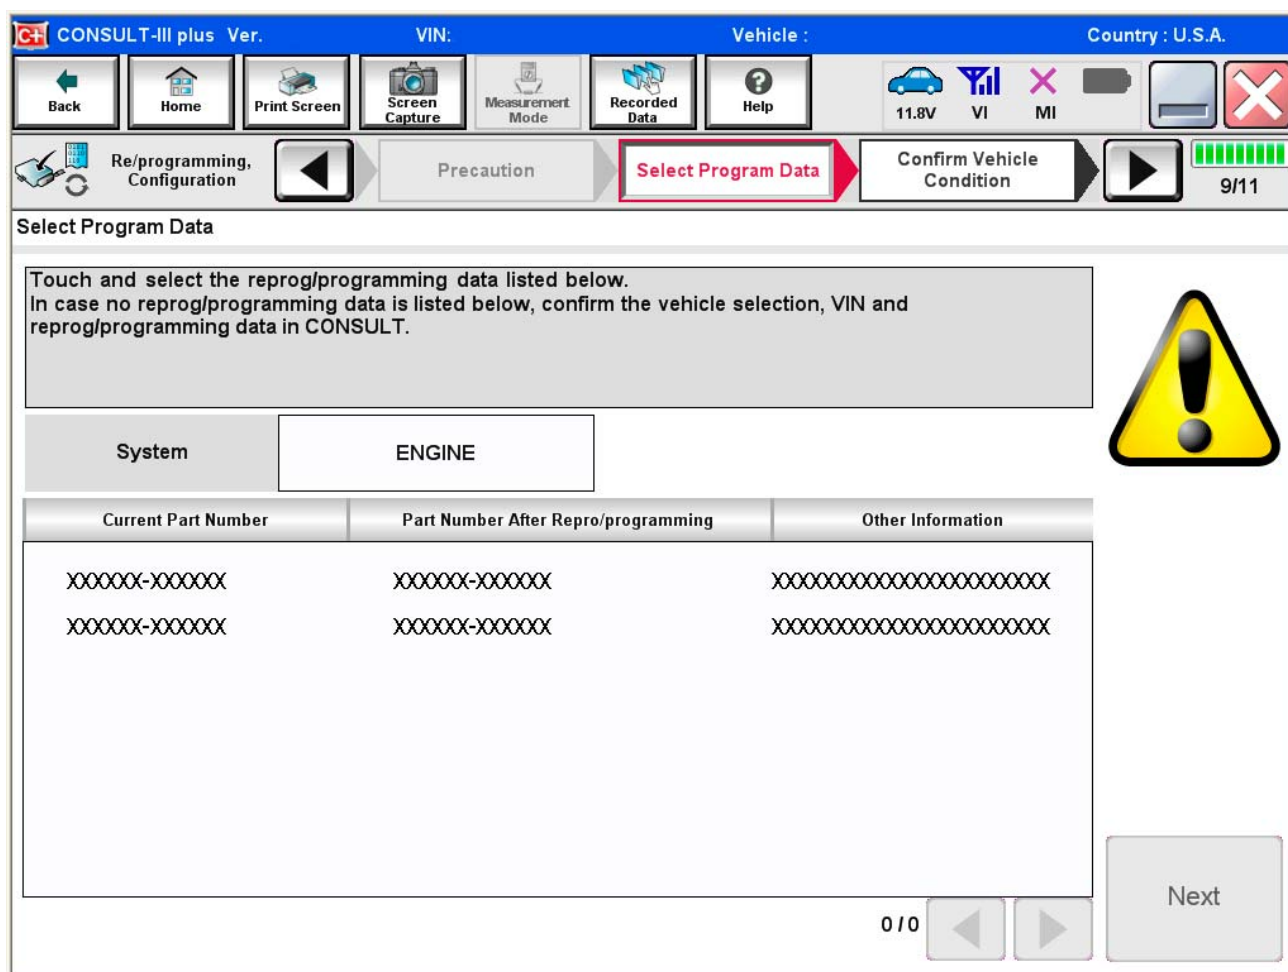 C+ CONSULT-III plus Ver. VIN: Vehicle : Country : U.S.A.
Back
Home
Print Screen
Screen
Capture
Measurement
Mode
Recorded
Data
Help
11.8V
VI
MI
Re/programming,
Configuration
Precaution
Select Program Data
Confirm Vehicle
Condition
9/11
Select Program Data
Touch and select the reprog/programming data listed below.
In case no reprog/programming data is listed below, confirm the vehicle selection, VIN and
reprog/programming data in CONSULT.
System ENGINE
Current Part Number Part Number After Repro/programming Other Information
XXXXXX-XXXXXX XXXXXX-XXXXXX XXXXXXXXXXXXXXXXXXXXXX
XXXXXX-XXXXXX XXXXXX-XXXXXX XXXXXXXXXXXXXXXXXXXXXX
Next
0/0